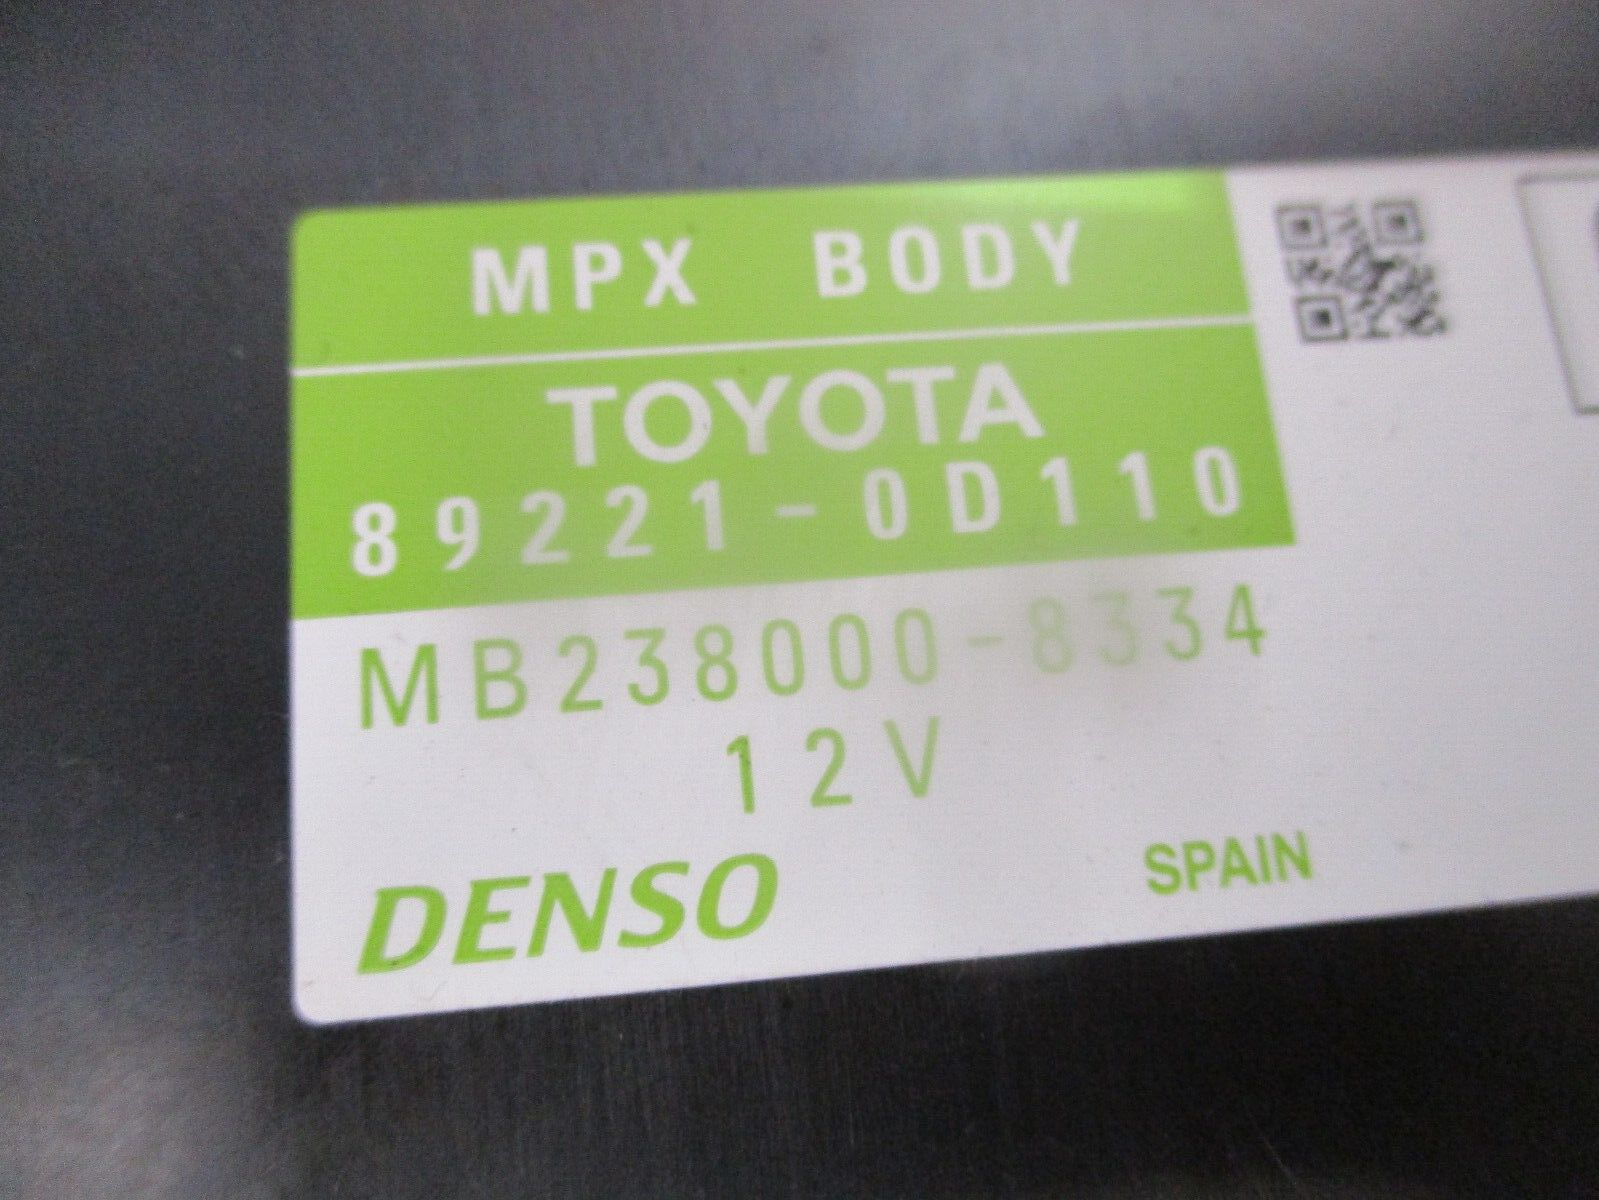 MPX BODY
TOYOTA
89221-0D110
MB238000-8334
12V
DENSO
SPAIN